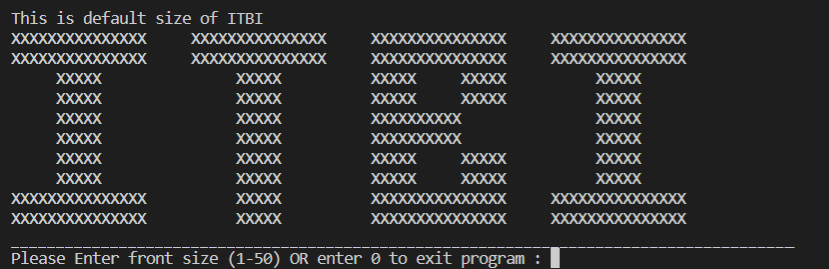 This is default size of ITBI
XXXXXXXXXXXXXXX     XXXXXXXXXXXXXXX     XXXXXXXXXXXXXXX     XXXXXXXXXXXXXXX
XXXXXXXXXXXXXXX     XXXXXXXXXXXXXXX     XXXXXXXXXXXXXXX     XXXXXXXXXXXXXXX
     XXXXX               XXXXX          XXXXX     XXXXX          XXXXX
     XXXXX               XXXXX          XXXXX     XXXXX          XXXXX
     XXXXX               XXXXX          XXXXXXXXXX               XXXXX
     XXXXX               XXXXX          XXXXXXXXXX               XXXXX
     XXXXX               XXXXX          XXXXX     XXXXX          XXXXX
     XXXXX               XXXXX          XXXXX     XXXXX          XXXXX
XXXXXXXXXXXXXXX          XXXXX          XXXXXXXXXXXXXXX     XXXXXXXXXXXXXXX
XXXXXXXXXXXXXXX          XXXXX          XXXXXXXXXXXXXXX     XXXXXXXXXXXXXXX
_______________________________________________________________________________________
Please Enter front size (1-50) OR enter 0 to exit program :